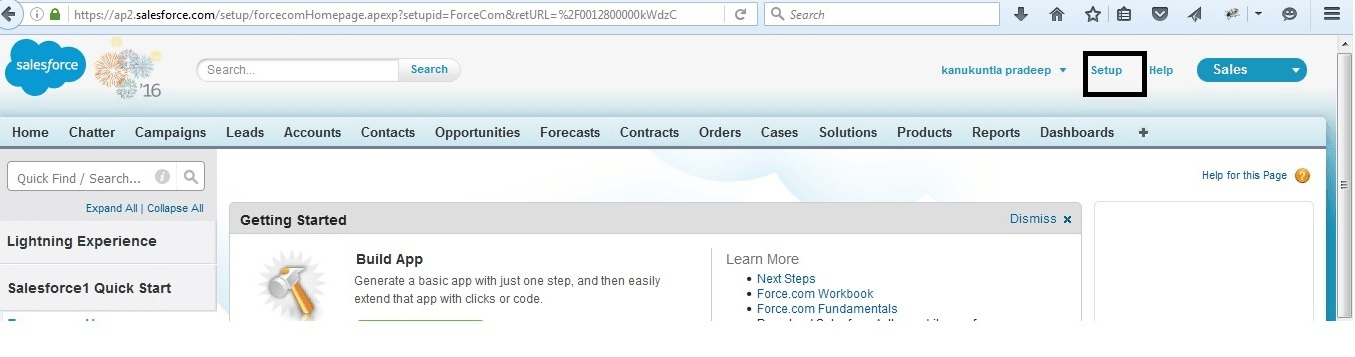 https://ap2.salesforce.com/setup/forcecomHomepage.apexp?setupid=ForceCom&retURL=%2F0012800000kWdzC
Search
salesforce
'16
Search...
Search
kanukuntla pradeep
Setup
Help
Sales
Home Chatter Campaigns Leads Accounts Contacts Opportunities Forecasts Contracts Orders Cases Solutions Products Reports Dashboards +
Quick Find / Search...
Expand All | Collapse All
Lightning Experience
Salesforce1 Quick Start
Help for this Page
Getting Started
Dismiss
Build App
Generate a basic app with just one step, and then easily
extend that app with clicks or code.
Learn More
Next Steps
Force.com Workbook
Force.com Fundamentals